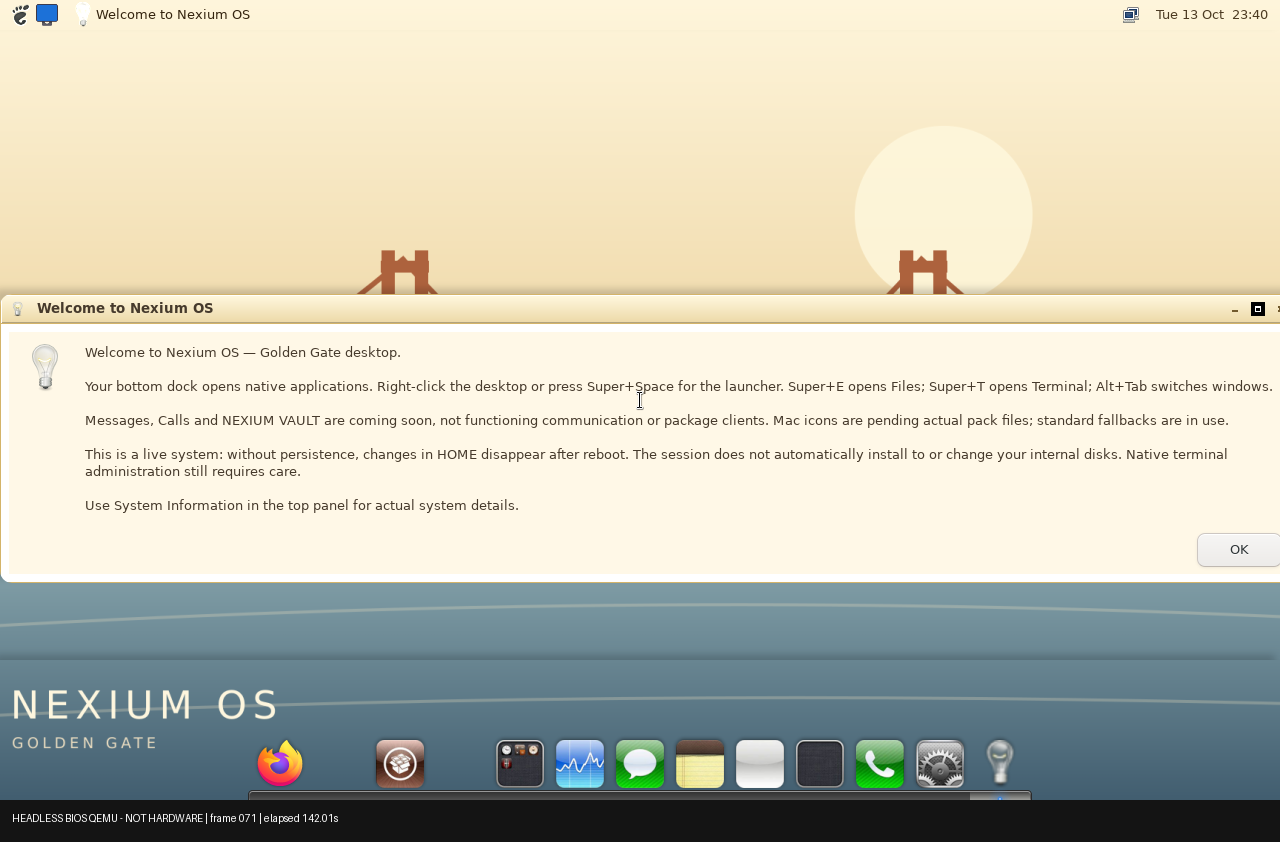 Welcome to Nexium OS
Tue 13 Oct 23:40
Welcome to Nexium OS
Welcome to Nexium OS — Golden Gate desktop.
Your bottom dock opens native applications. Right-click the desktop or press Super+Space for the launcher. Super+E opens Files; Super+T opens Terminal; Alt+Tab switches windows.
Messages, Calls and NEXIUM VAULT are coming soon, not functioning communication or package clients. Mac icons are pending actual pack files; standard fallbacks are in use.
This is a live system: without persistence, changes in HOME disappear after reboot. The session does not automatically install to or change your internal disks. Native terminal
administration still requires care.
Use System Information in the top panel for actual system details.
OK
NEXIUM OS
GOLDEN GATE
HEADLESS BIOS QEMU - NOT HARDWARE | frame 071 | elapsed 142.01s